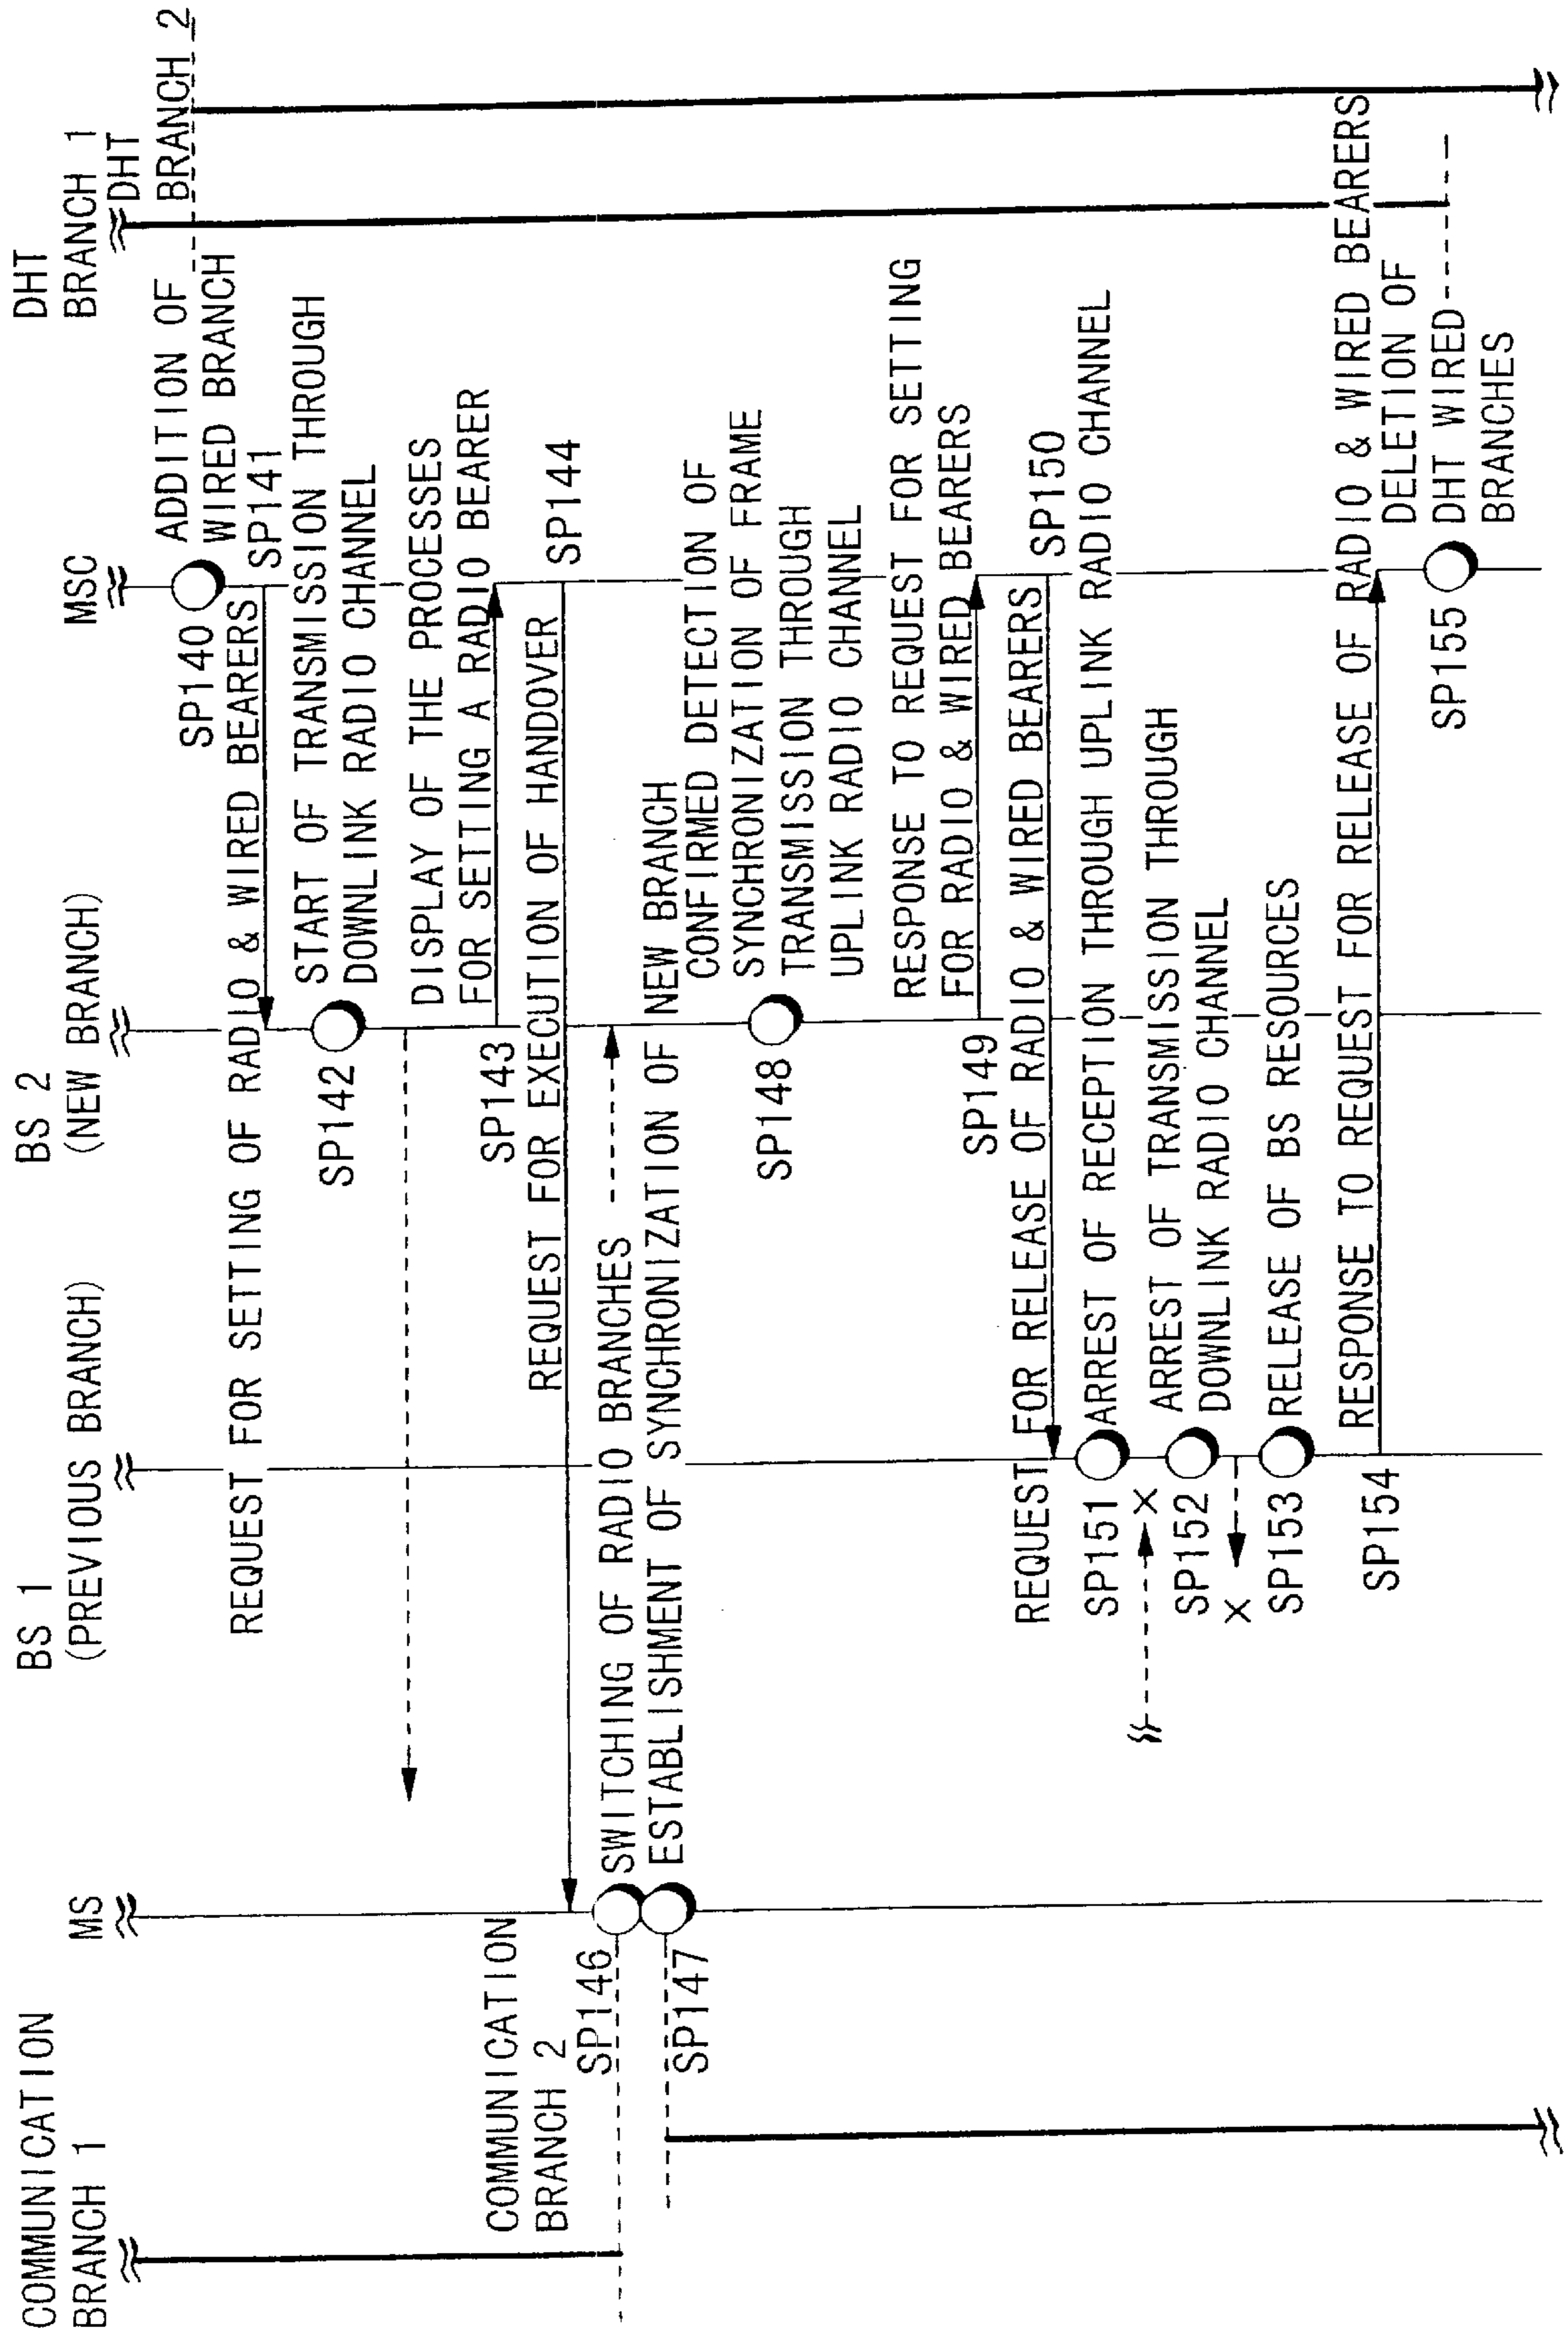 COMMUNICATION
BRANCH 1
MS
BS 1
(PREVIOUS BRANCH)
BS 2
(NEW BRANCH)
MSC
DHT
BRANCH 1
DHT
BRANCH 2
ADDITION OF
WIRED BRANCH
SP140
SP141
REQUEST FOR SETTING OF RADIO & WIRED BEARERS
START OF TRANSMISSION THROUGH
DOWNLINK RADIO CHANNEL
SP142
DISPLAY OF THE PROCESSES
FOR SETTING A RADIO BEARER
SP143
SP144
REQUEST FOR EXECUTION OF HANDOVER
COMMUNICATION
BRANCH 2
SP146
SWITCHING OF RADIO BRANCHES
SP147
ESTABLISHMENT OF SYNCHRONIZATION OF NEW BRANCH
CONFIRMED DETECTION OF
SYNCHRONIZATION OF FRAME
TRANSMISSION THROUGH
UPLINK RADIO CHANNEL
SP148
RESPONSE TO REQUEST FOR SETTING
FOR RADIO & WIRED BEARERS
SP149
SP150
REQUEST FOR RELEASE OF RADIO & WIRED BEARERS
SP151
ARREST OF RECEPTION THROUGH UPLINK RADIO CHANNEL
X
SP152
ARREST OF TRANSMISSION THROUGH
DOWNLINK RADIO CHANNEL
X
SP153
RELEASE OF BS RESOURCES
SP154
RESPONSE TO REQUEST FOR RELEASE OF RADIO & WIRED BEARERS
SP155
DELETION OF
DHT WIRED
BRANCHES